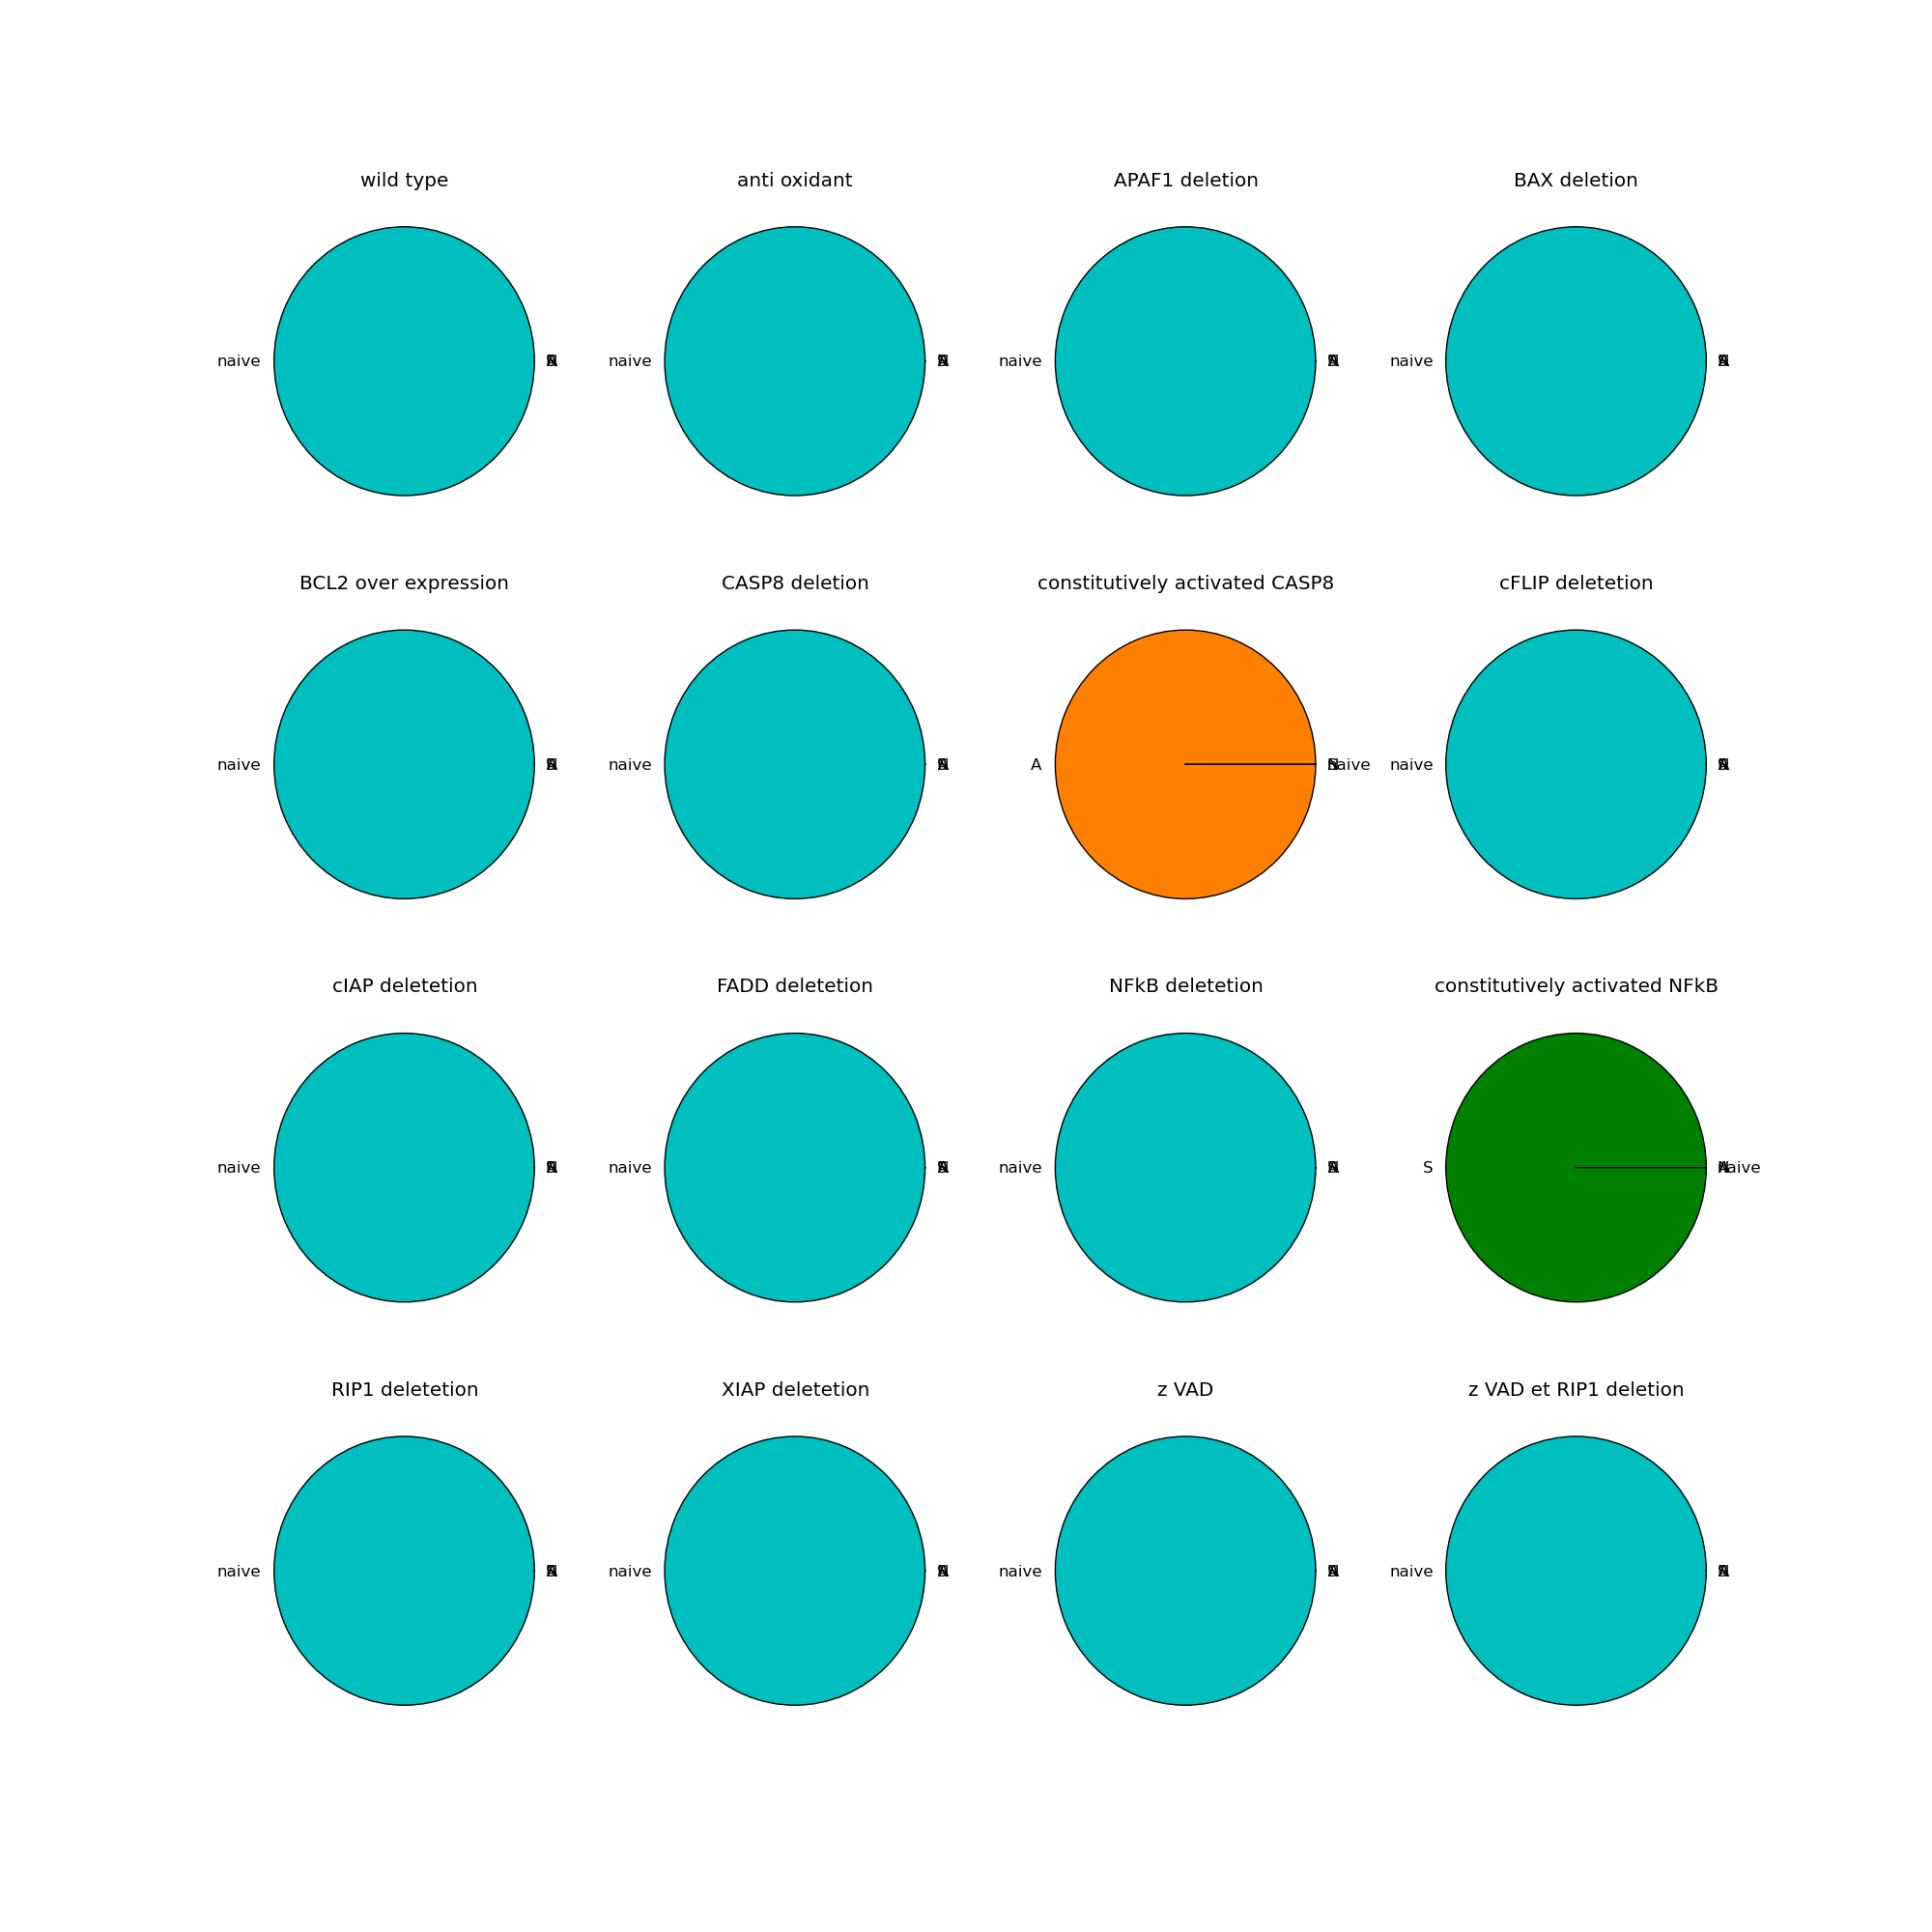 wild type
anti oxidant
APAF1 deletion
BAX deletion
naive
naive
naive
naive
BCL2 over expression
CASP8 deletion
constitutively activated CASP8
cFLIP deletetion
naive
naive
A
naive
naive
cIAP deletetion
FADD deletetion
NFkB deletetion
constitutively activated NFkB
naive
naive
naive
S
naive
RIP1 deletetion
XIAP deletetion
z VAD
z VAD et RIP1 deletion
naive
naive
naive
naive